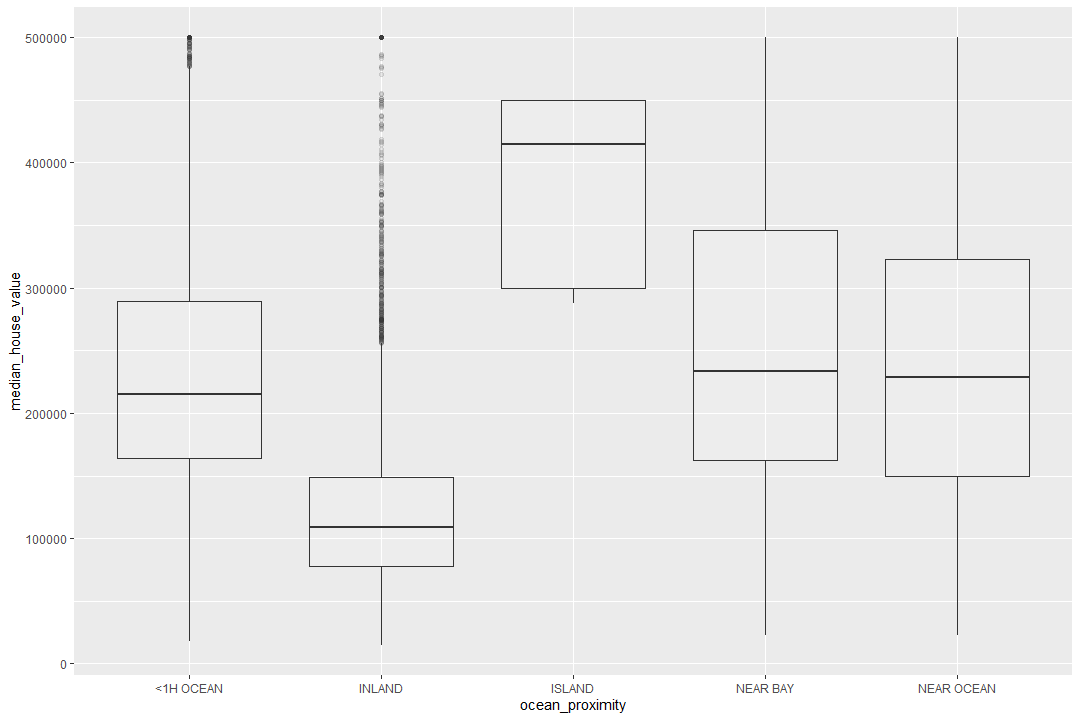 median_house_value
500000
400000
300000
200000
100000
0
<1H OCEAN
INLAND
ISLAND
NEAR BAY
NEAR OCEAN
ocean_proximity